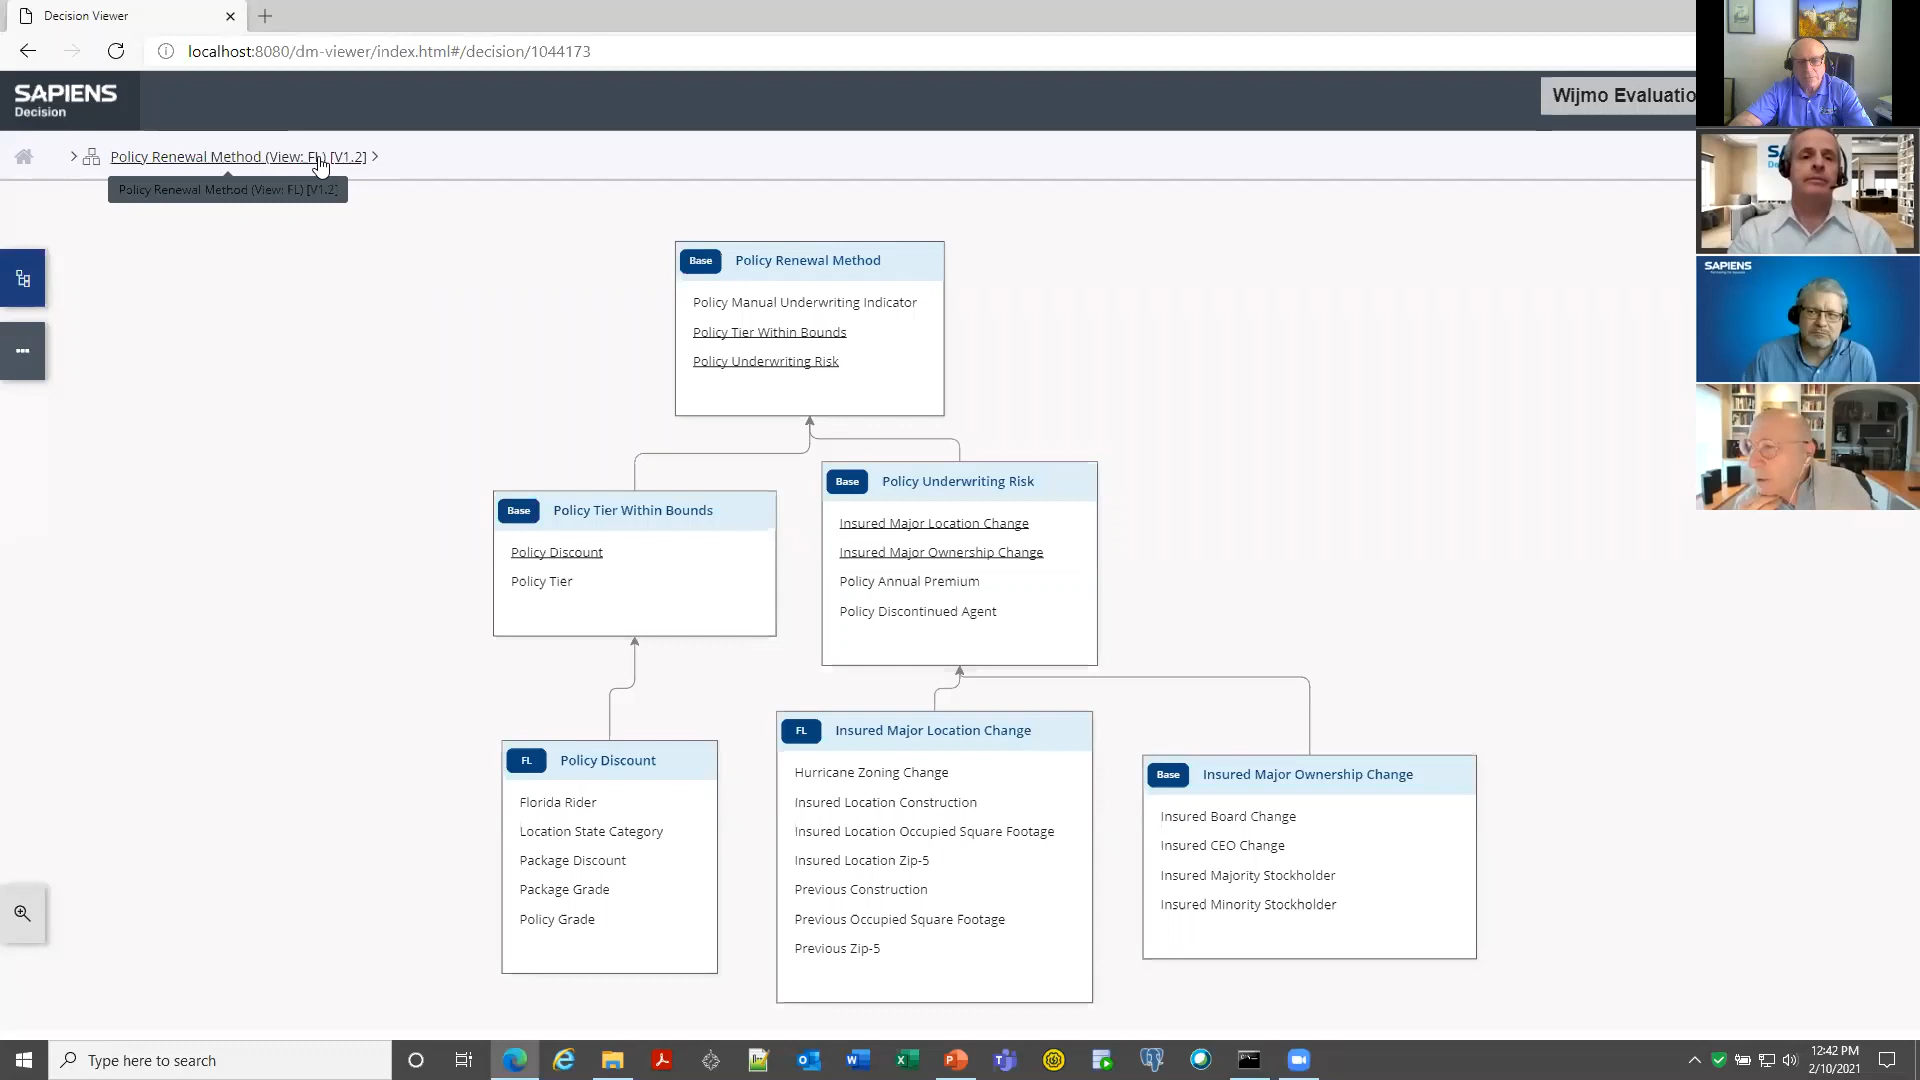 Decision Viewer
localhost:8080/dm-viewer/index.html#/decision/1044173
SAPIENS
Decision
Wijmo Evaluatio
Policy Renewal Method (View: FL) [V1.2]
Policy Renewal Method (View: FL) [V1.2]
Base Policy Renewal Method
Policy Manual Underwriting Indicator
Policy Tier Within Bounds
Policy Underwriting Risk
Base Policy Underwriting Risk
Insured Major Location Change
Insured Major Ownership Change
Policy Annual Premium
Policy Discontinued Agent
Base Policy Tier Within Bounds
Policy Discount
Policy Tier
FL Policy Discount
Florida Rider
Location State Category
Package Discount
Package Grade
Policy Grade
FL Insured Major Location Change
Hurricane Zoning Change
Insured Location Construction
Insured Location Occupied Square Footage
Insured Location Zip-5
Previous Construction
Previous Occupied Square Footage
Previous Zip-5
Base Insured Major Ownership Change
Insured Board Change
Insured CEO Change
Insured Majority Stockholder
Insured Minority Stockholder
SAPIENS
Type here to search
12:42 PM
2/10/2021